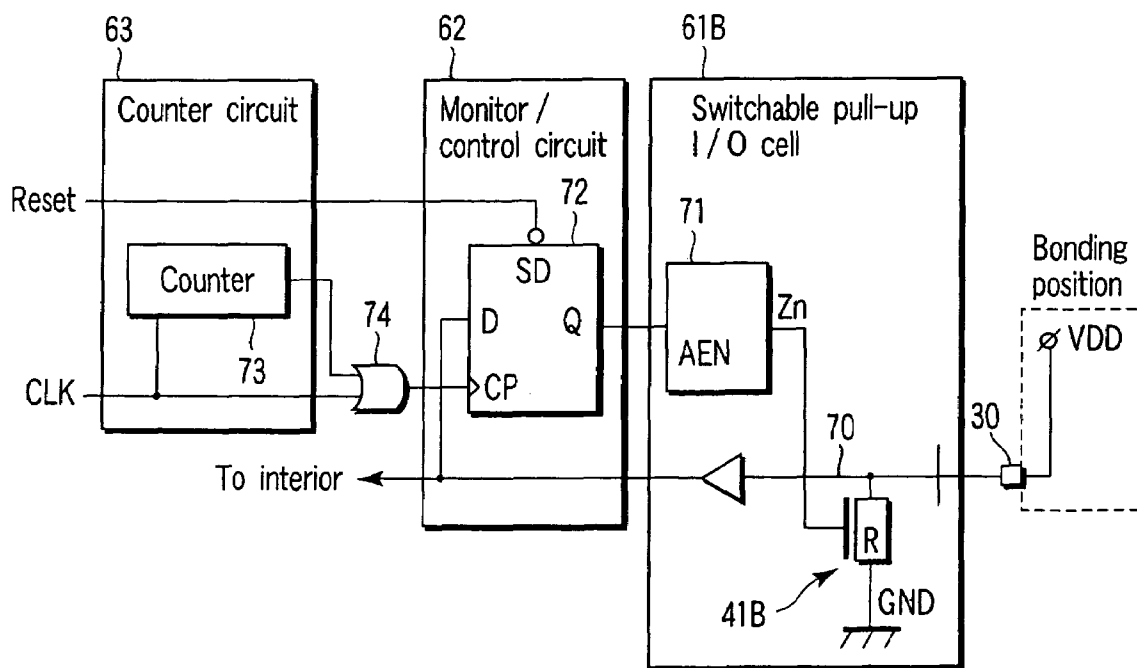 63
62
61B
Counter circuit
Monitor /
control circuit
Switchable pull-up
I / O cell
Reset
72
71
Bonding
position
Counter
SD
Zn
VDD
74
D
Q
AEN
73
CLK
CP
30
70
To interior
R
41B
GND